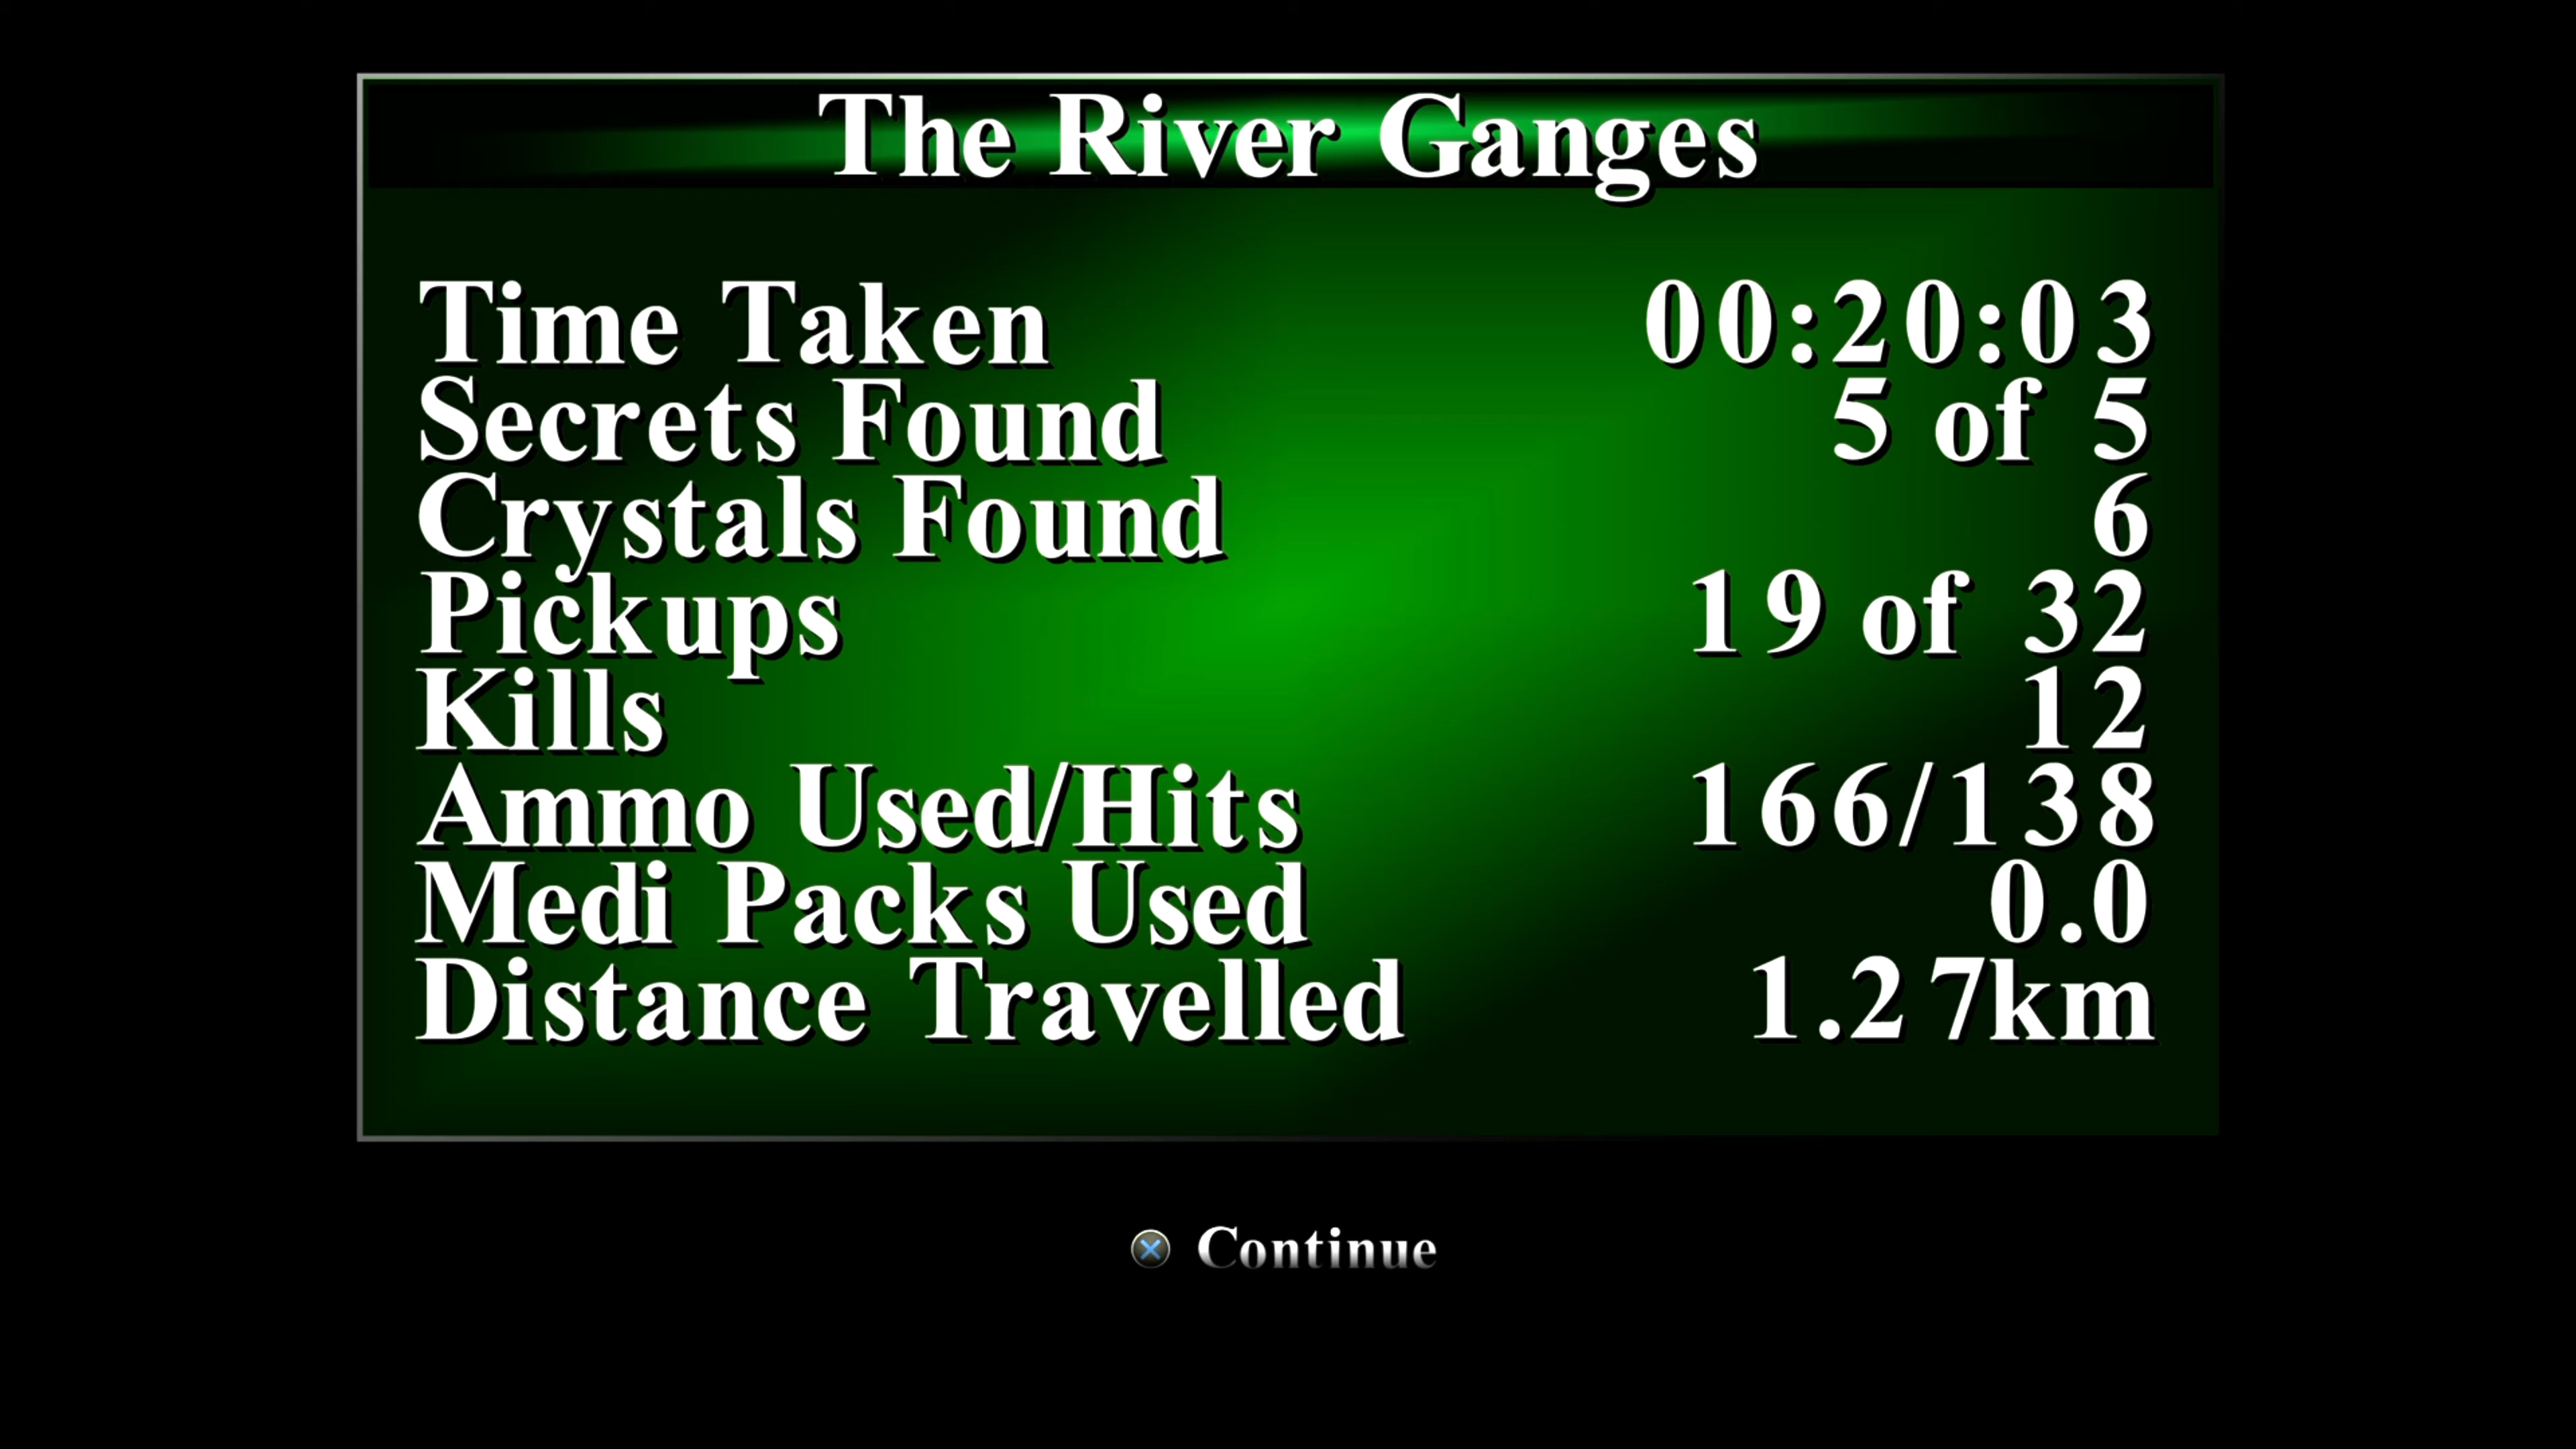 The River Ganges
Time Taken 00:20:03
Secrets Found 5 of 5
Crystals Found 6
Pickups 19 of 32
Kills 12
Ammo Used/Hits 166/138
Medi Packs Used 0.0
Distance Travelled 1.27km
Continue